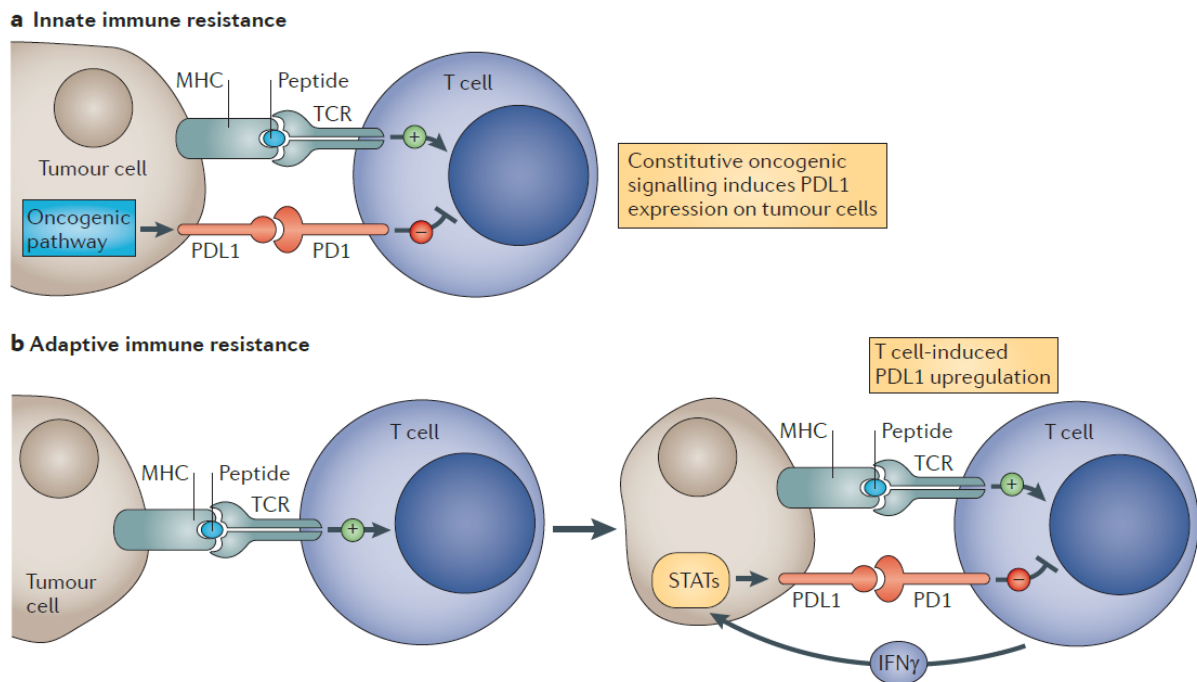 a Innate immune resistance
MHC
Peptide
TCR
T cell
Tumour cell
Oncogenic
pathway
PDL1
PD1
+
−
Constitutive oncogenic
signalling induces PDL1
expression on tumour cells
b Adaptive immune resistance
MHC
Peptide
TCR
T cell
+
Tumour
cell
T cell-induced
PDL1 upregulation
MHC
Peptide
TCR
T cell
+
STATs
PDL1
PD1
−
IFNγ